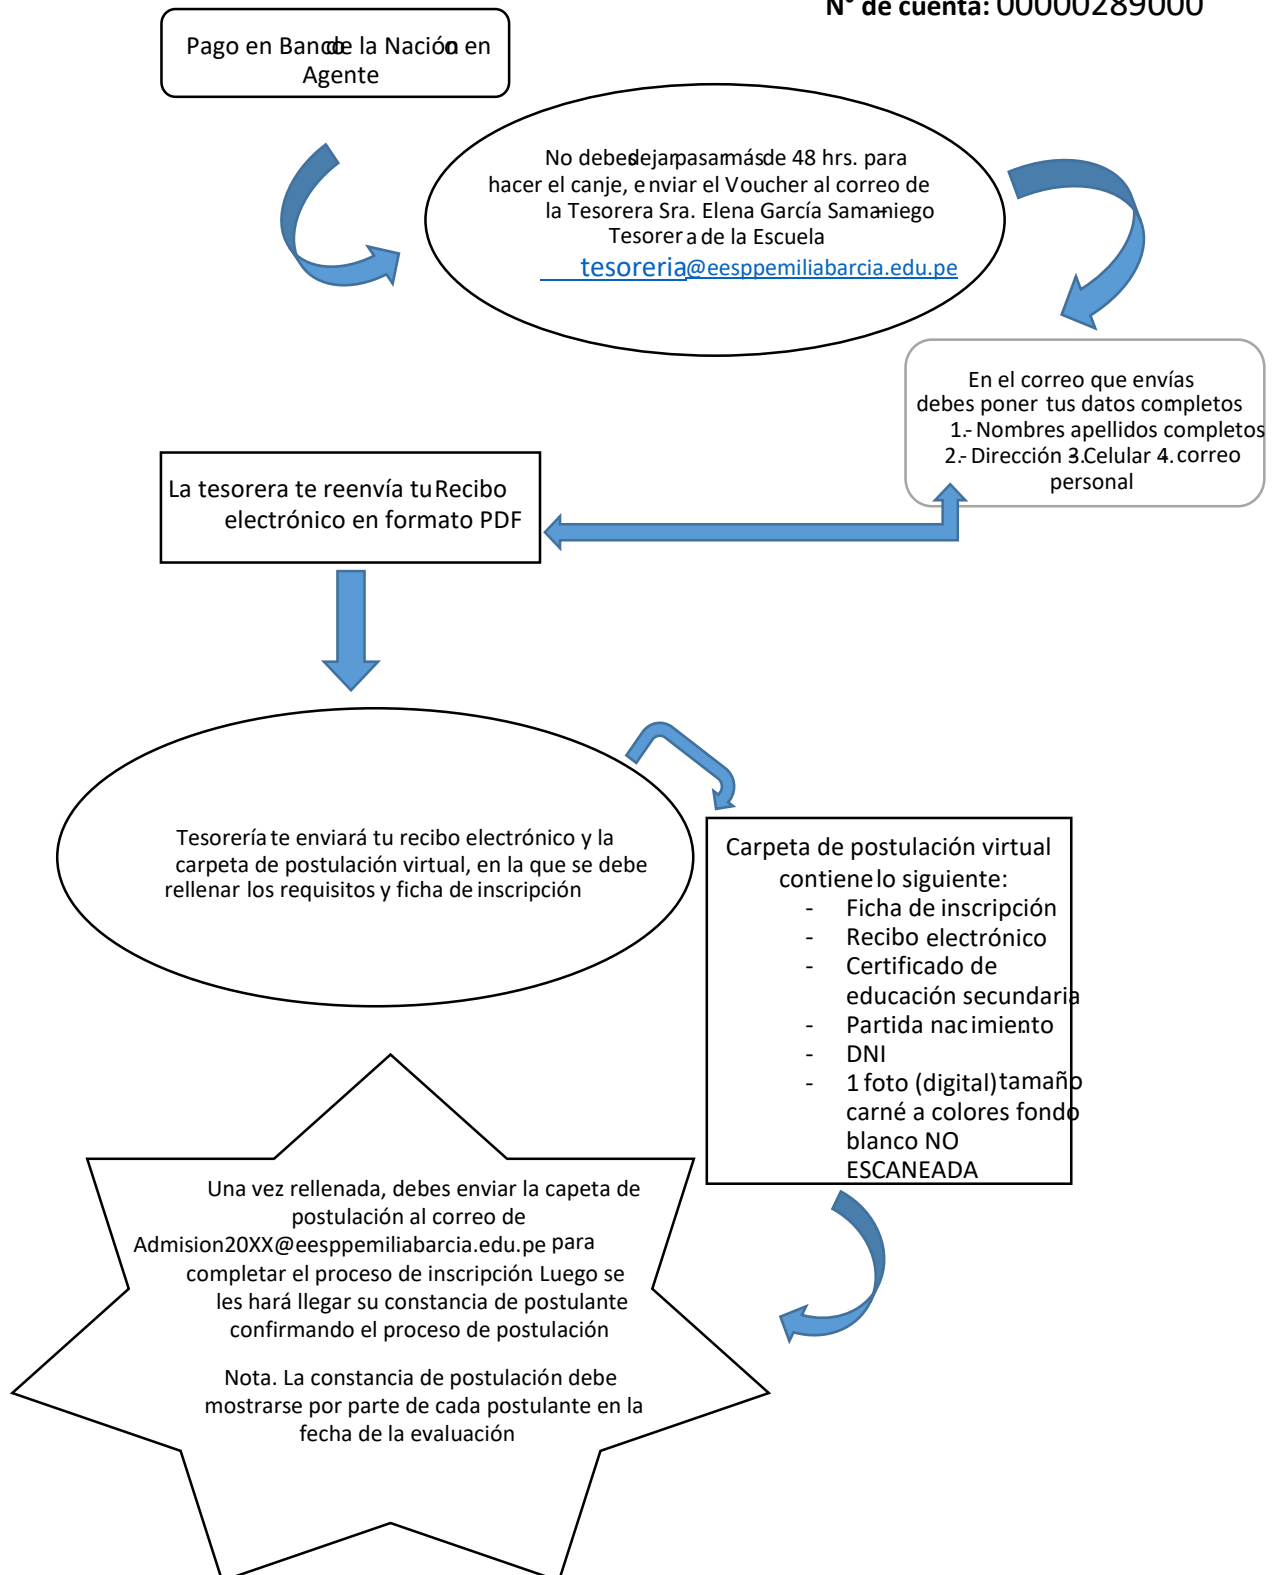 N° de cuenta: 00000289000
Pago en Banco de la Nación o en
Agente
No debes dejar pasar más de 48 hrs. para
hacer el canje, enviar el Voucher al correo de
la Tesorera Sra. Elena García Samaniego –
Tesorera de la Escuela
tesoreria@eesppemiliabarcia.edu.pe
En el correo que envías
debes poner tus datos completos:
1.- Nombres apellidos completos
2.- Dirección 3.- Celular 4. correo
personal
La tesorera te reenvía tu Recibo
electrónico en formato PDF
Tesorería te enviará tu recibo electrónico y la
carpeta de postulación virtual, en la que se debe
rellenar los requisitos y ficha de inscripción
Carpeta de postulación virtual
contiene lo siguiente:
- Ficha de inscripción
- Recibo electrónico
- Certificado de
educación secundaria
- Partida nacimiento
- DNI
- 1 foto (digital) tamaño
carné a colores fondo
blanco NO
ESCANEADA
Una vez rellenada, debes enviar la capeta de
postulación al correo de
Admision20XX@eesppemiliabarcia.edu.pe para
completar el proceso de inscripción. Luego se
les hará llegar su constancia de postulante
confirmando el proceso de postulación
Nota. La constancia de postulación debe
mostrarse por parte de cada postulante en la
fecha de la evaluación